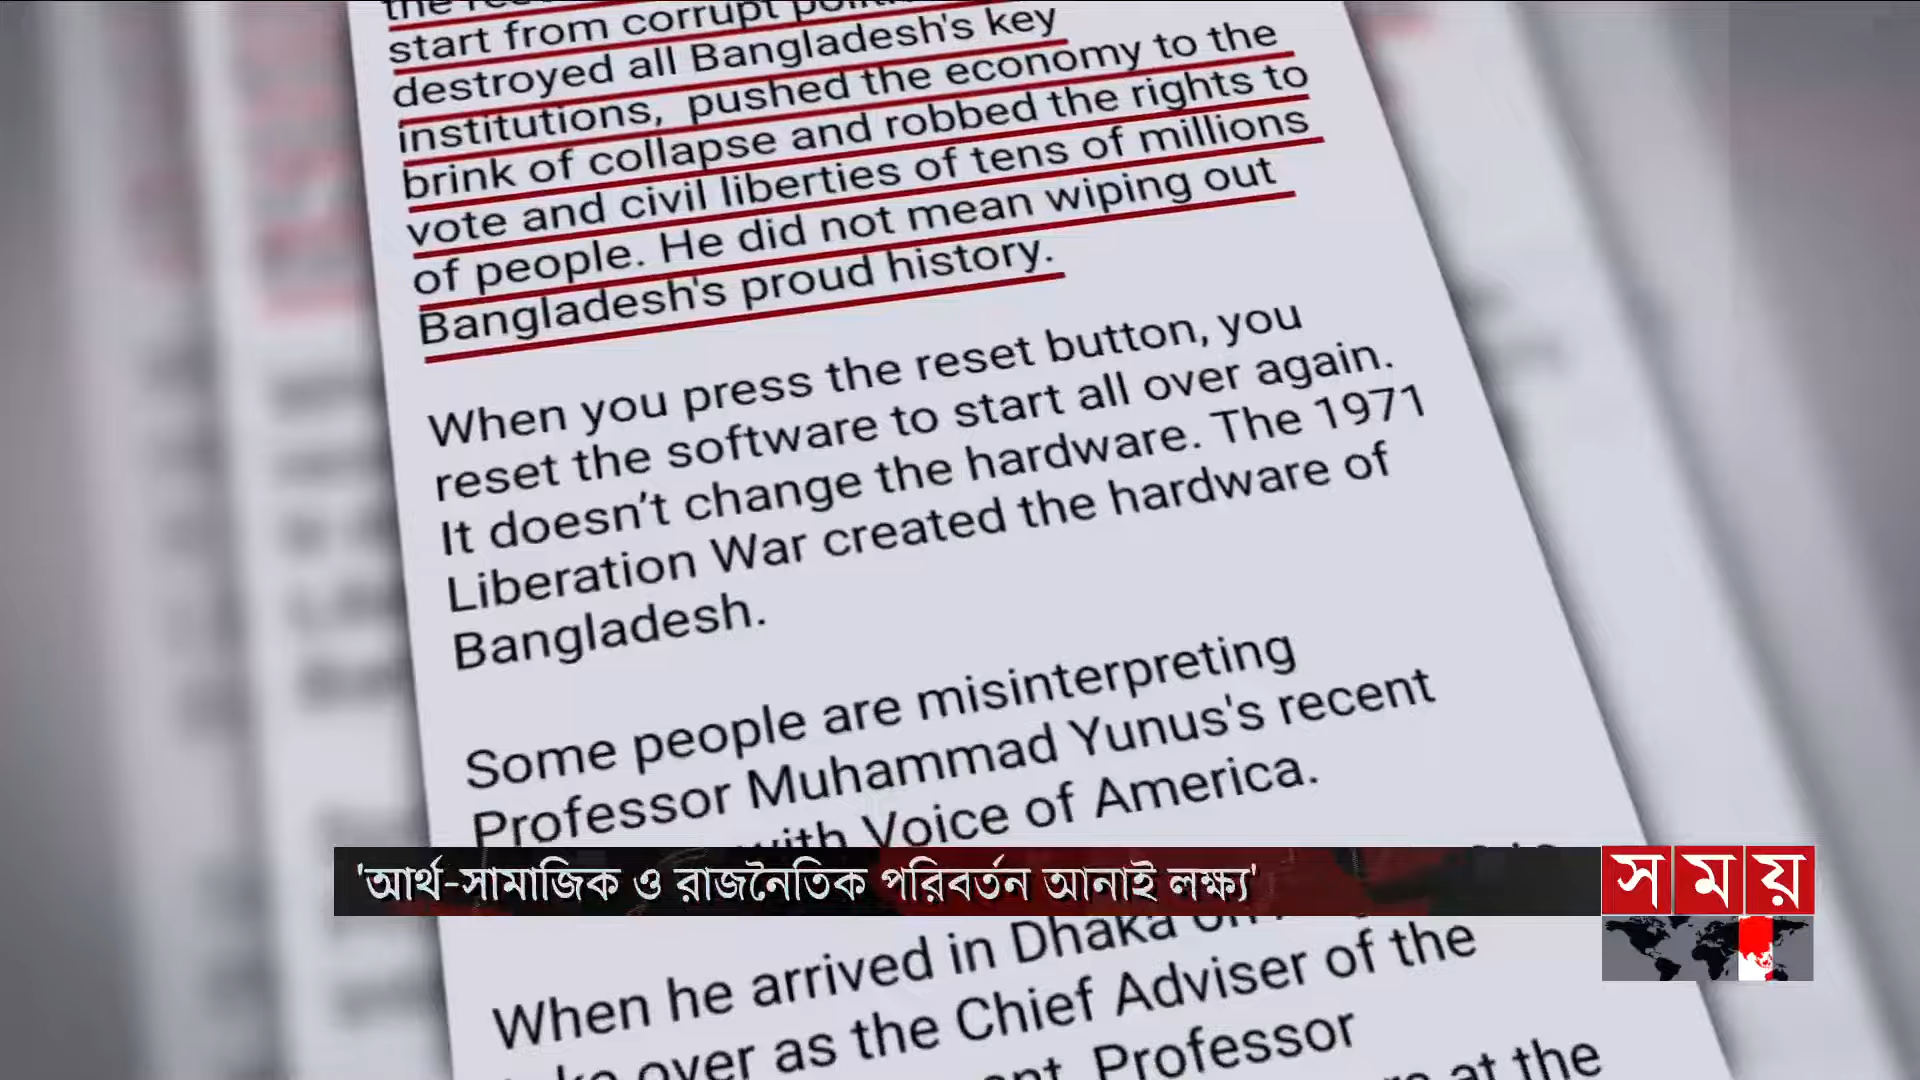 start from corrupt
destroyed all Bangladesh's key
institutions, pushed the economy to the
brink of collapse and robbed the rights to
vote and civil liberties of tens of millions
of people. He did not mean wiping out
Bangladesh's proud history.
When you press the reset button, you
reset the software to start all over again.
It doesn't change the hardware. The 1971
Liberation War created the hardware of
Bangladesh.
Some people are misinterpreting
Professor Muhammad Yunus's recent
with Voice of America.
'আর্থ-সামাজিক ও রাজনৈতিক পরিবর্তন আনাই লক্ষ্য'
সময়
When he arrived in Dhaka on
over as the Chief Adviser of the
Professor
at the